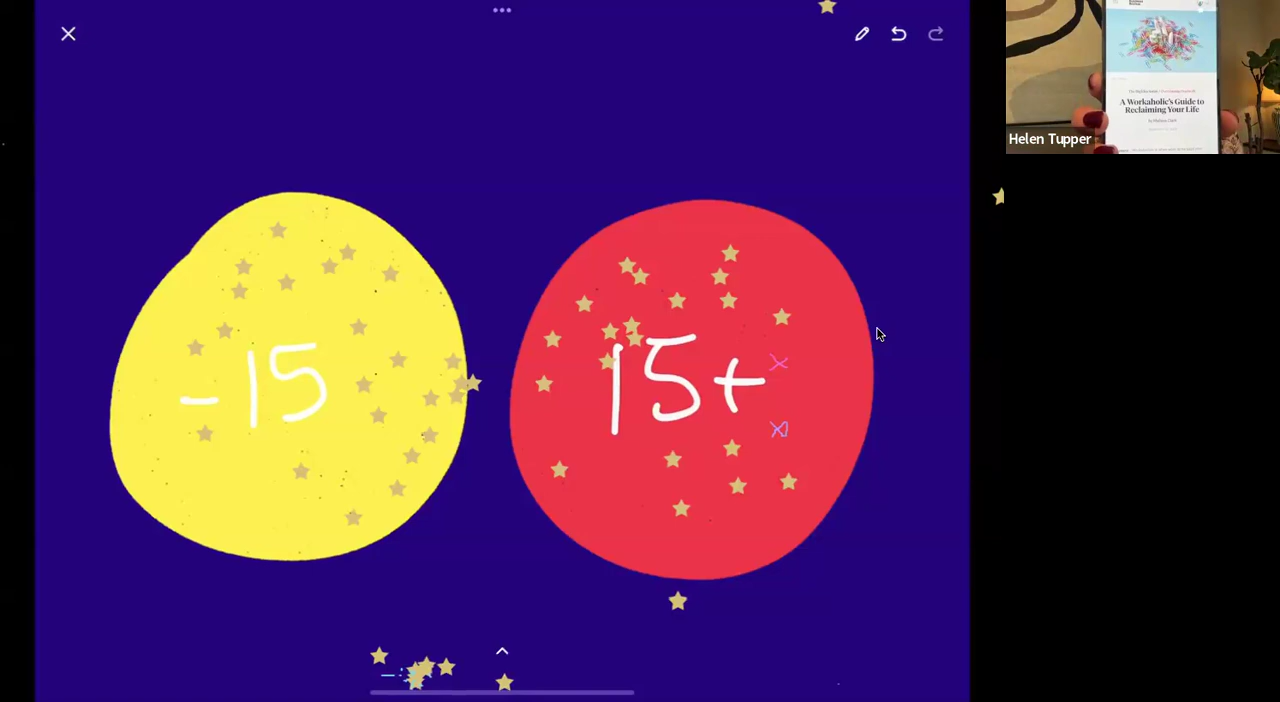 -15
15+
A Workaholic's Guide to
Reclaiming Your Life
Helen Tupper